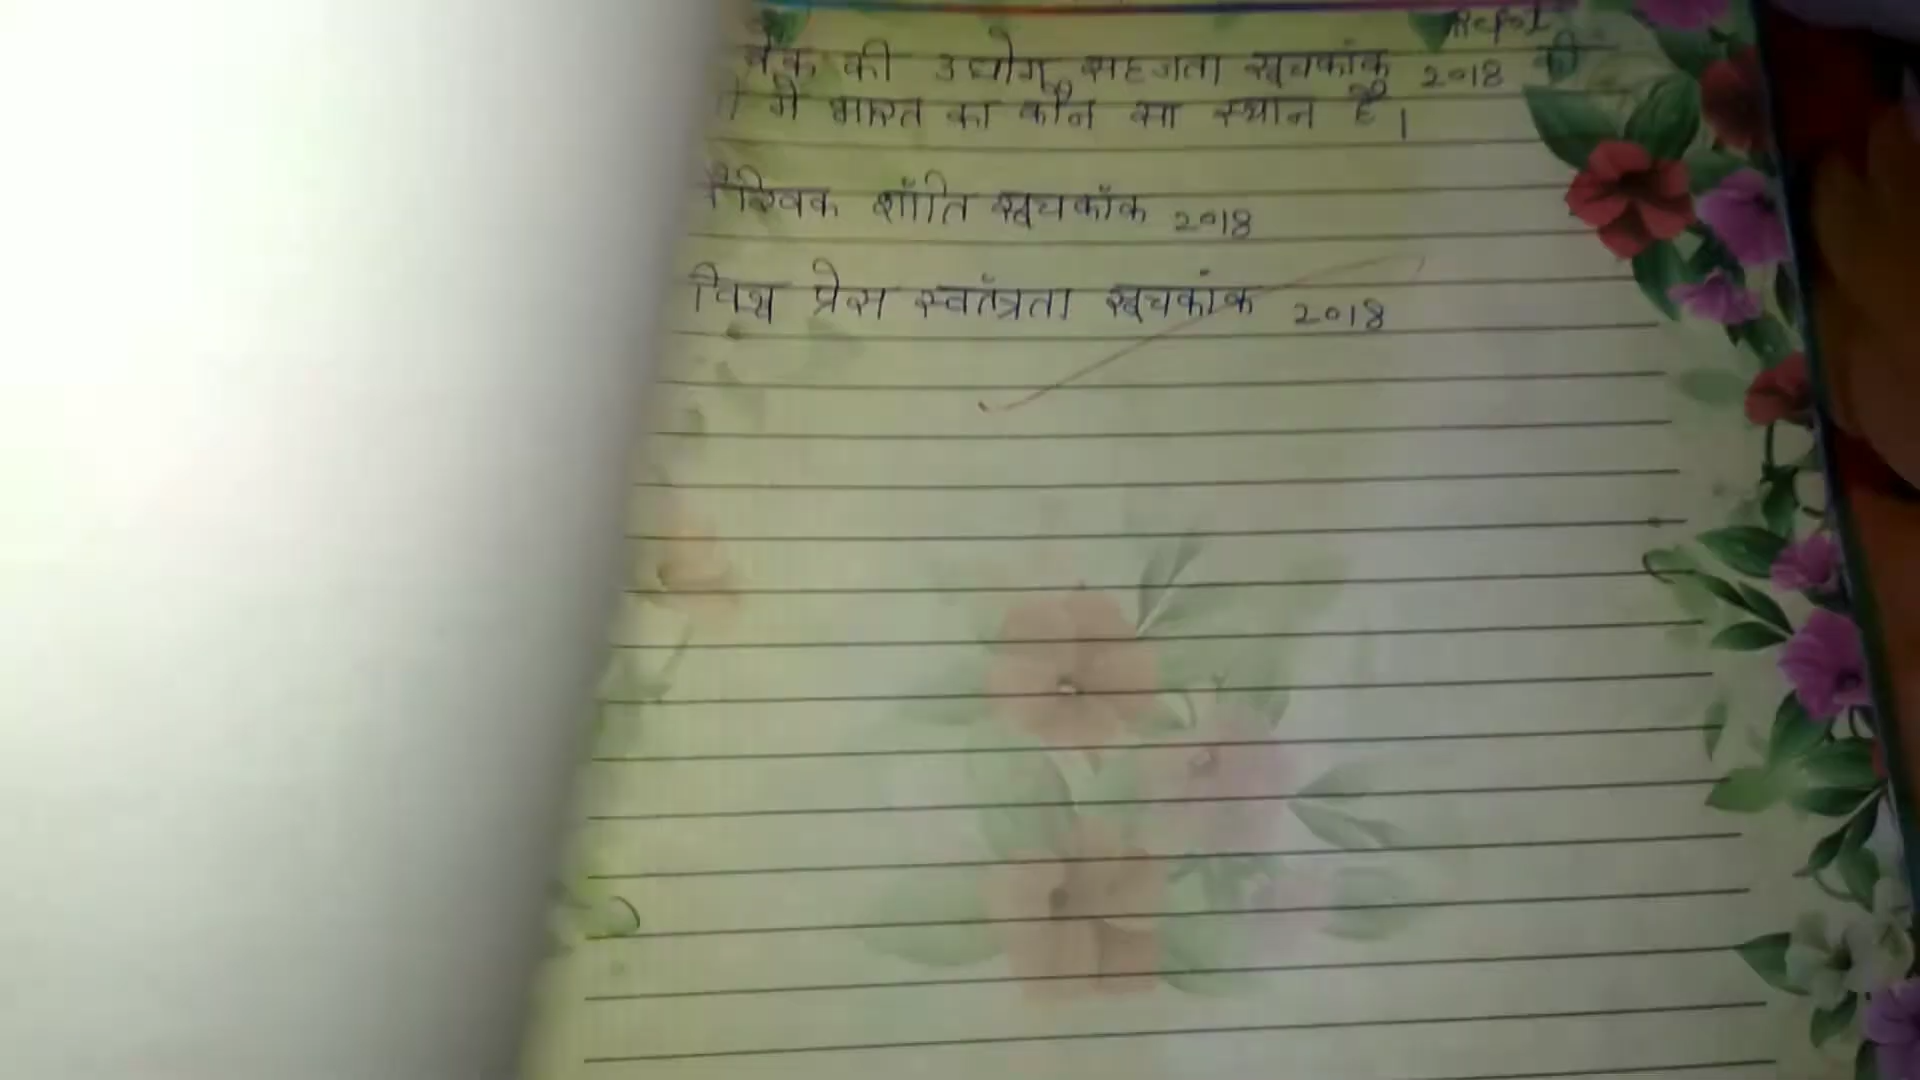 की उद्योग सहजता सूचकांक 2018 की
में भारत का कौन सा स्थान है।
वैश्विक शाँति सूचकाँक 2018
विश्व प्रेस स्वतँत्रता सूचकांक 2018